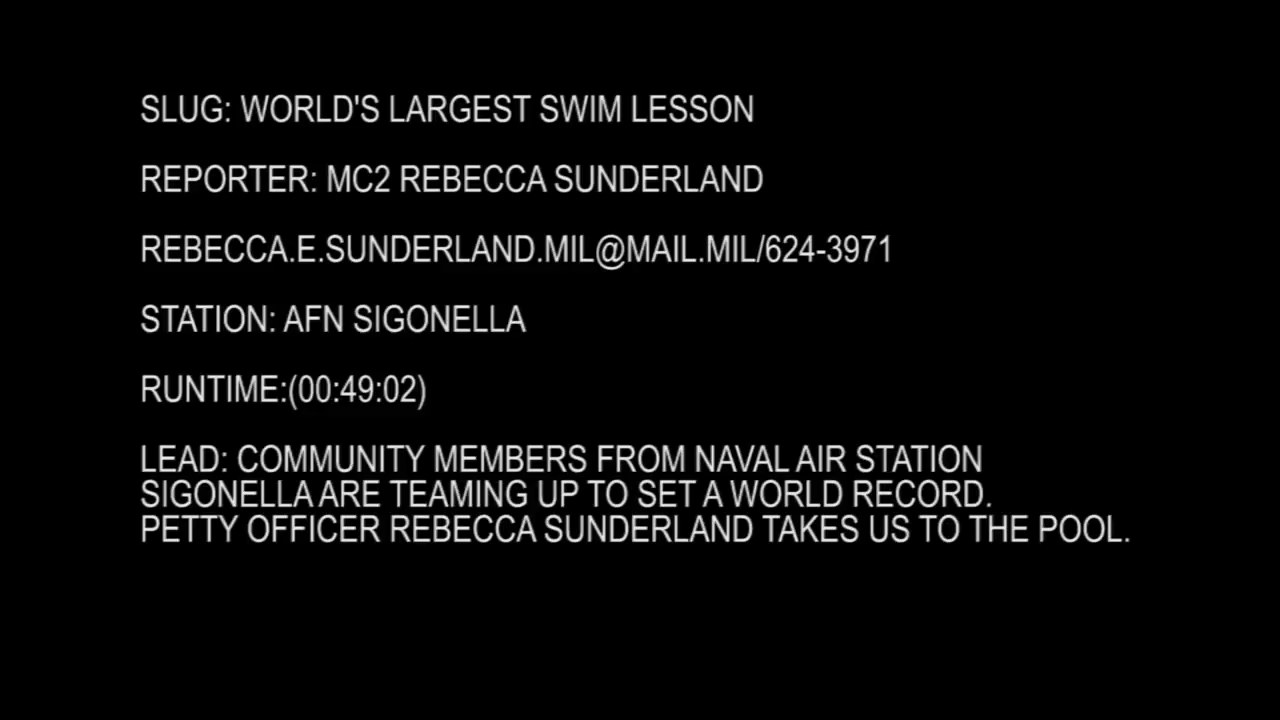 SLUG: WORLD'S LARGEST SWIM LESSON
REPORTER: MC2 REBECCA SUNDERLAND
REBECCA.E.SUNDERLAND.MIL@MAIL.MIL/624-3971
STATION: AFN SIGONELLA
RUNTIME:(00:49:02)
LEAD: COMMUNITY MEMBERS FROM NAVAL AIR STATION
SIGONELLA ARE TEAMING UP TO SET A WORLD RECORD.
PETTY OFFICER REBECCA SUNDERLAND TAKES US TO THE POOL.